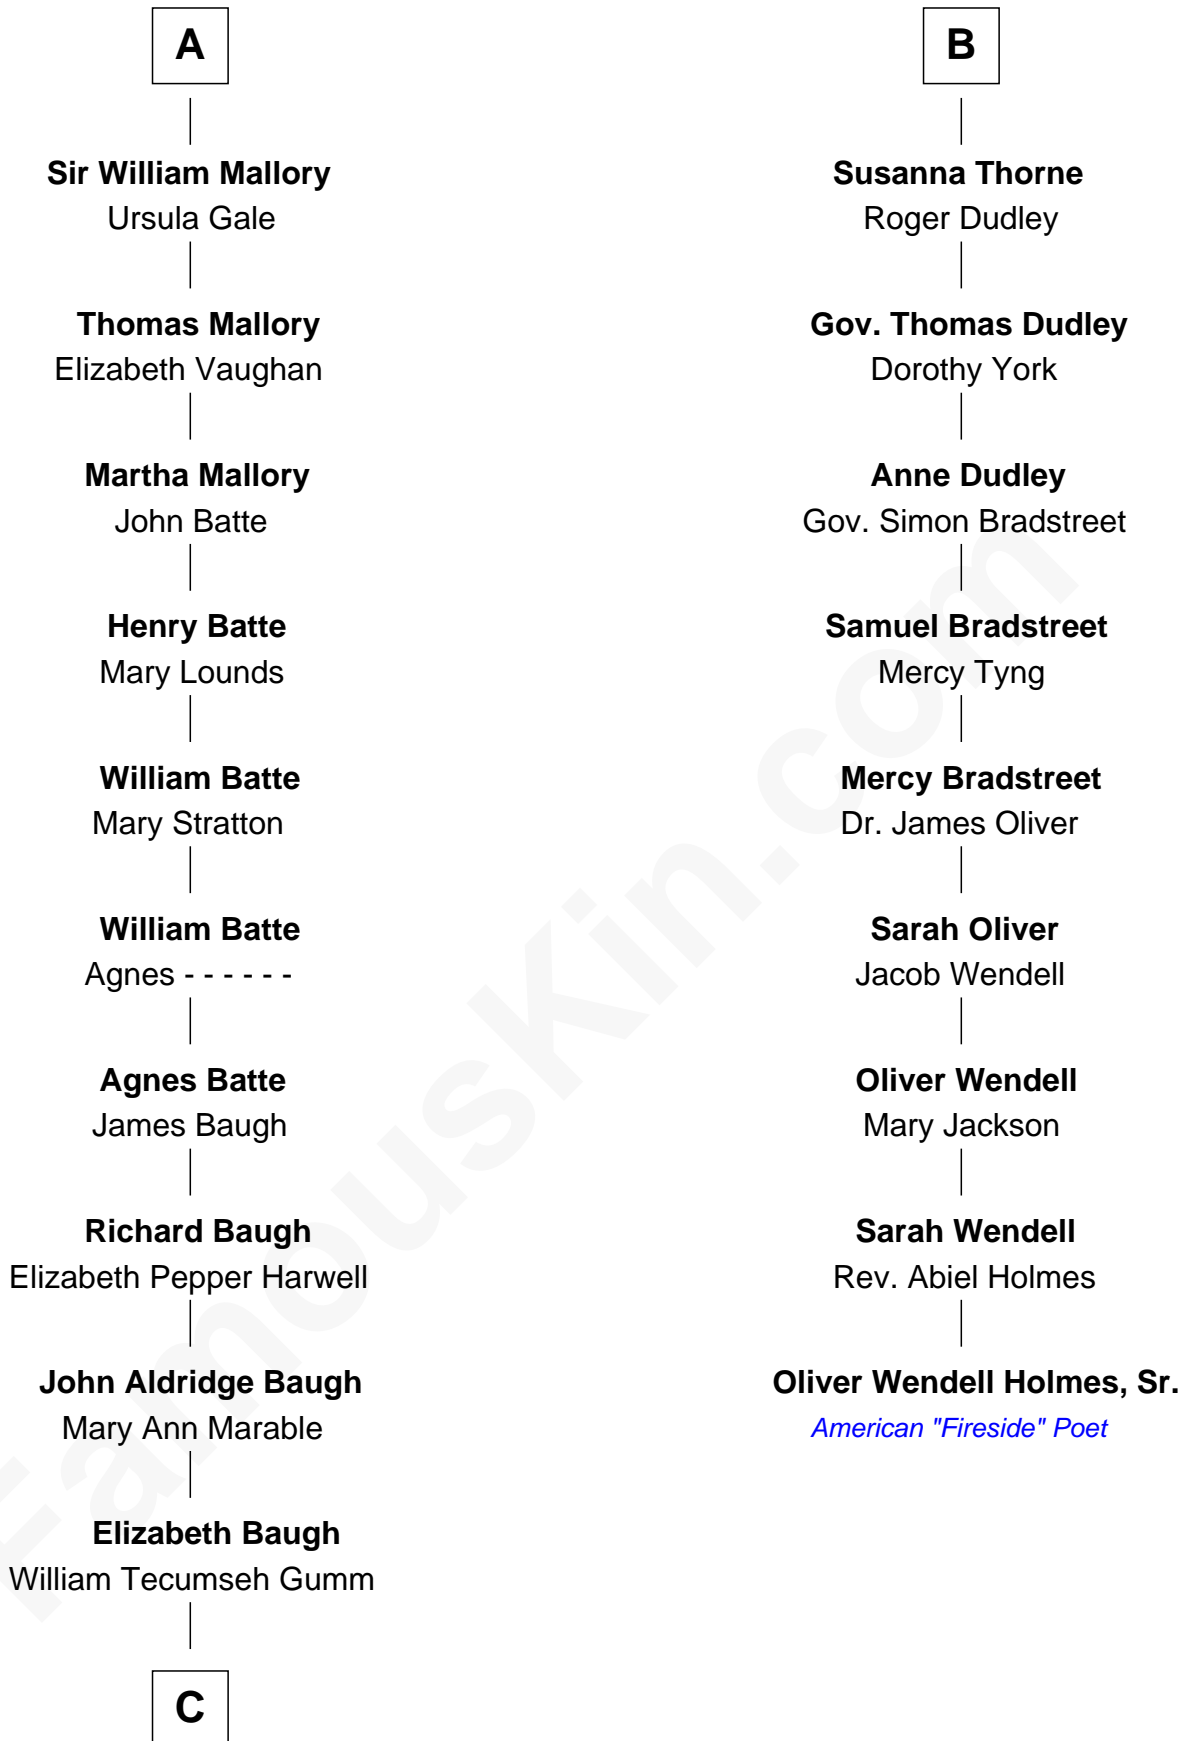 A
Sir William Mallory
Ursula Gale
Thomas Mallory
Elizabeth Vaughan
Martha Mallory
John Batte
Henry Batte
Mary Lounds
William Batte
Mary Stratton
William Batte
Agnes - - - - - -
Agnes Batte
James Baugh
Richard Baugh
Elizabeth Pepper Harwell
John Aldridge Baugh
Mary Ann Marable
Elizabeth Baugh
William Tecumseh Gumm
C
B
Susanna Thorne
Roger Dudley
Gov. Thomas Dudley
Dorothy York
Anne Dudley
Gov. Simon Bradstreet
Samuel Bradstreet
Mercy Tyng
Mercy Bradstreet
Dr. James Oliver
Sarah Oliver
Jacob Wendell
Oliver Wendell
Mary Jackson
Sarah Wendell
Rev. Abiel Holmes
Oliver Wendell Holmes, Sr.
American "Fireside" Poet
FamousKin.com